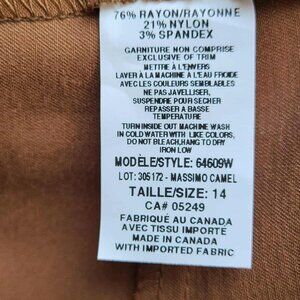 76% RAYON/RAYONNE
21% NYLON
3% SPANDEX
GARNITURE NON COMPRISE
EXCLUSIVE OF TRIM
METTRE À L'ENVERS
LAVER À LA MACHINE A L'EAU FROIDE
AVEC LES COULEURS SEMBLABLES
NE PAS JAVELLISER,
SUSPENDRE POUR SECHER
REPASSER A BASSE
TEMPERATURE
TURN INSIDE OUT MACHINE WASH
IN COLD WATER WITH LIKE COLORS,
DO NOT BLEACH, HANG TO DRY
IRON LOW
MODÈLE/STYLE: 64609W
LOT: 305172 - MASSIMO CAMEL
TAILLE/SIZE: 14
CA# 05249
FABRIQUÉ AU CANADA
AVEC TISSU IMPORTÉ
MADE IN CANADA
WITH IMPORTED FABRIC